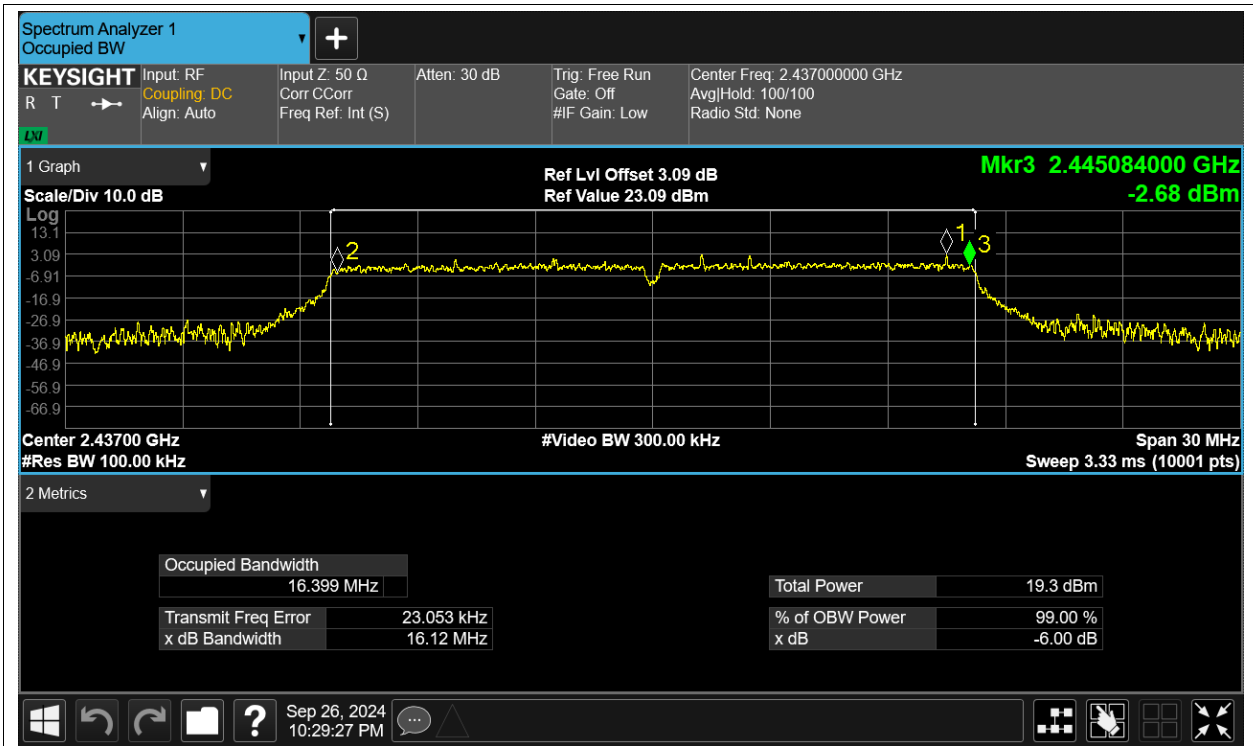 Spectrum Analyzer 1
Occupied BW
KEYSIGHT
R T
LXI
Input: RF
Coupling: DC
Align: Auto
Input Z: 50 Ω
Corr CCorr
Freq Ref: Int (S)
Atten: 30 dB
Trig: Free Run
Gate: Off
#IF Gain: Low
Center Freq: 2.437000000 GHz
Avg|Hold: 100/100
Radio Std: None
1 Graph
Scale/Div 10.0 dB
Ref Lvl Offset 3.09 dB
Ref Value 23.09 dBm
Mkr3 2.445084000 GHz
-2.68 dBm
Log
13.1
3.09
-6.91
-16.9
-26.9
-36.9
-46.9
-56.9
-66.9
2
1
3
Center 2.43700 GHz
#Res BW 100.00 kHz
#Video BW 300.00 kHz
Span 30 MHz
Sweep 3.33 ms (10001 pts)
2 Metrics
Occupied Bandwidth
16.399 MHz
Transmit Freq Error 23.053 kHz
x dB Bandwidth 16.12 MHz
Total Power 19.3 dBm
% of OBW Power 99.00 %
x dB -6.00 dB
?
Sep 26, 2024
10:29:27 PM